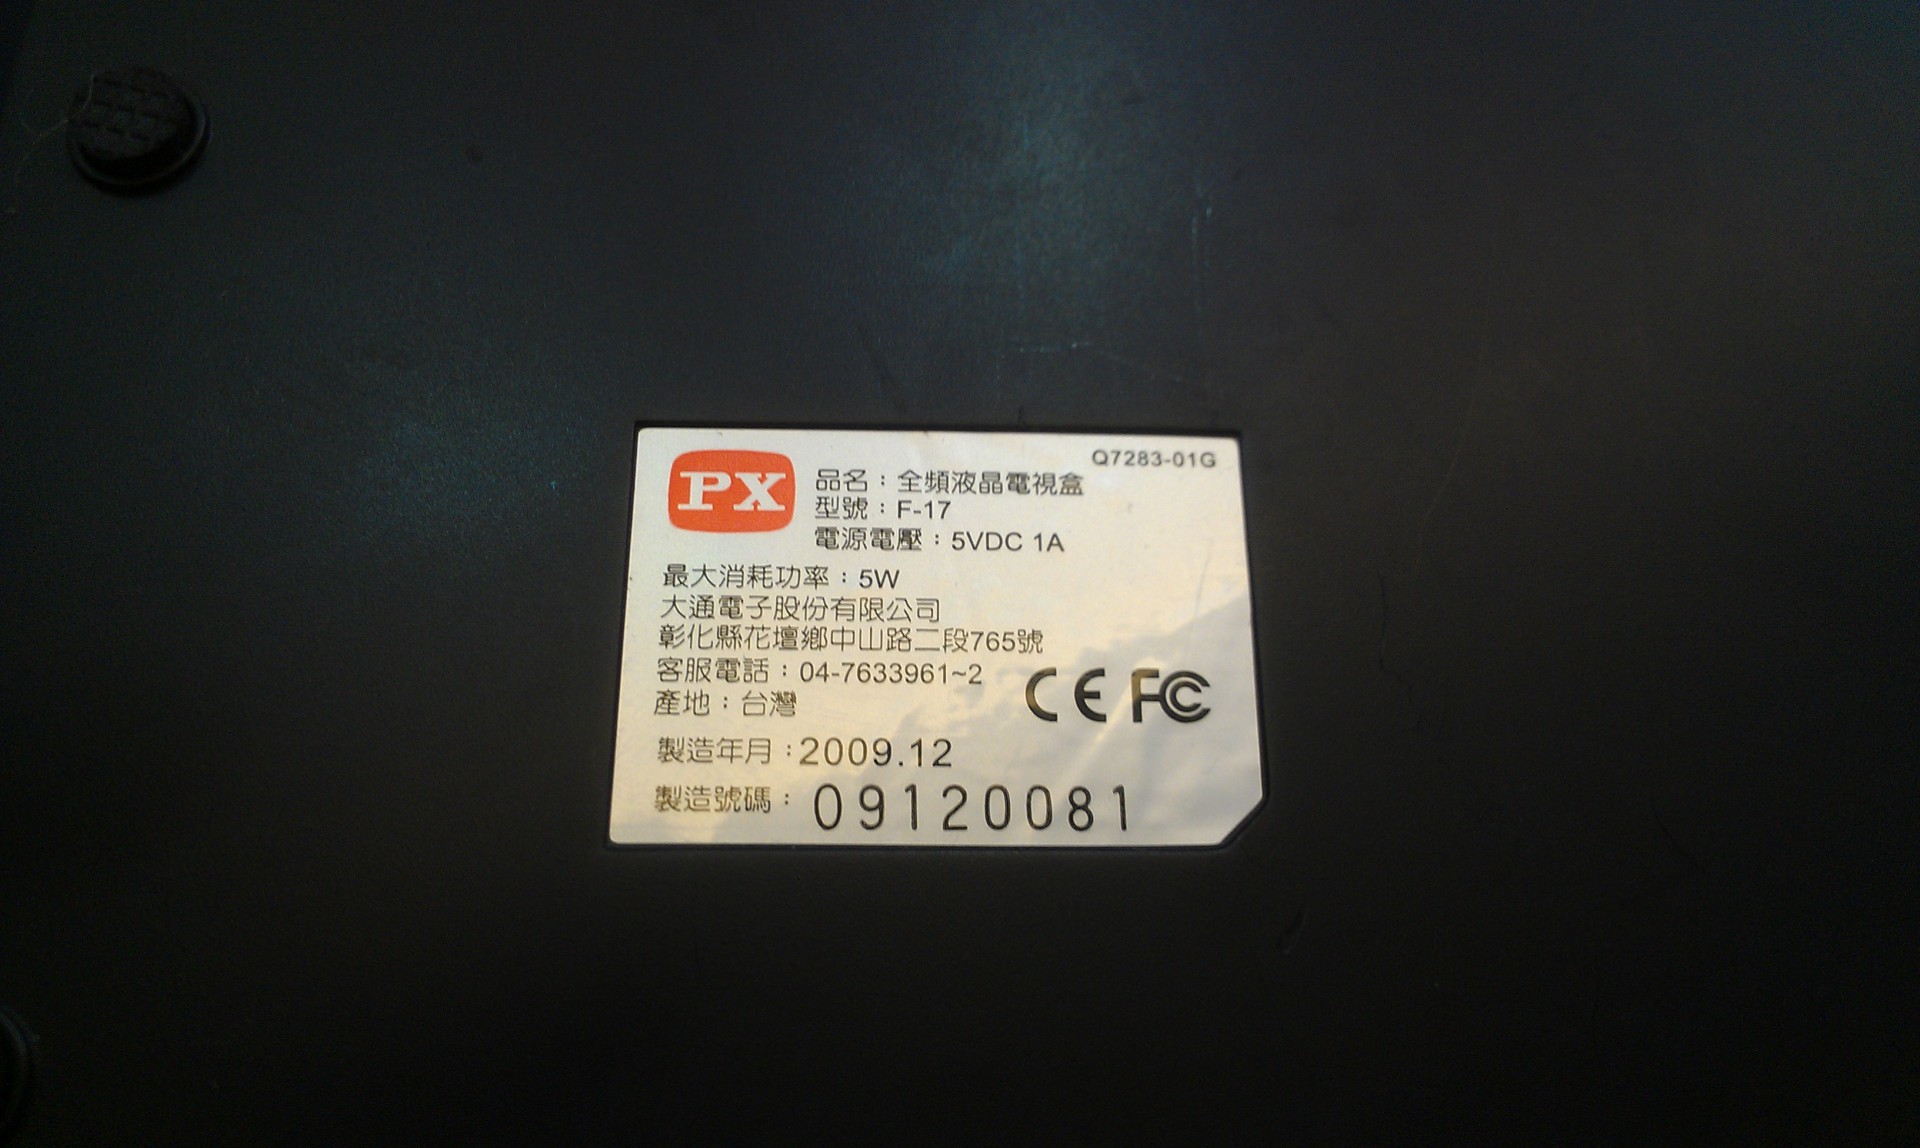 Q7283-01G
PX
品名：全頻液晶電視盒
型號：F-17
電源電壓：5VDC 1A
最大消耗功率：5W
大通電子股份有限公司
彰化縣花壇鄉中山路二段765號
客服電話：04-7633961~2
產地：台灣
CE FC
製造年月：2009.12
製造號碼：09120081